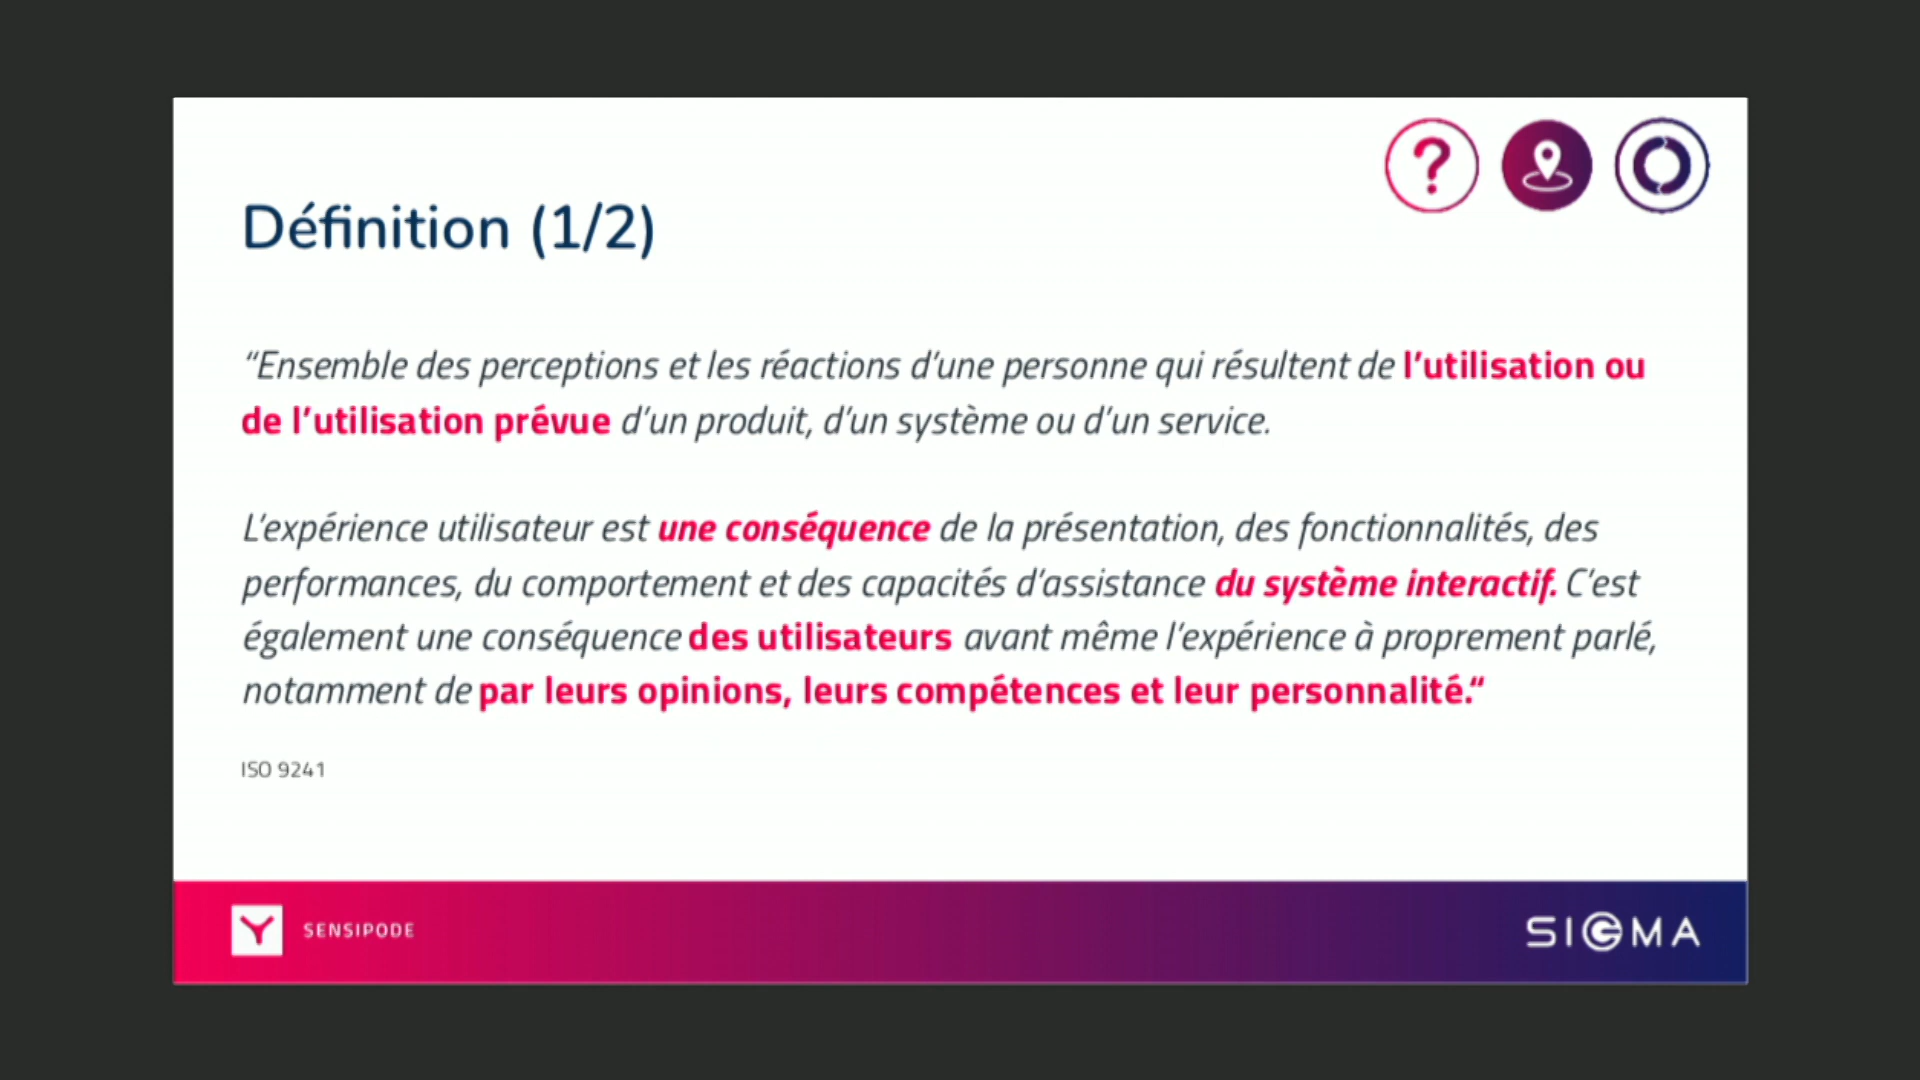 ?
Définition (1/2)
“Ensemble des perceptions et les réactions d’une personne qui résultent de l’utilisation ou
de l’utilisation prévue d’un produit, d’un système ou d’un service.
L’expérience utilisateur est une conséquence de la présentation, des fonctionnalités, des
performances, du comportement et des capacités d’assistance du système interactif. C’est
également une conséquence des utilisateurs avant même l’expérience à proprement parlé,
notamment de par leurs opinions, leurs compétences et leur personnalité.“
ISO 9241
SENSIPODE
SIGMA